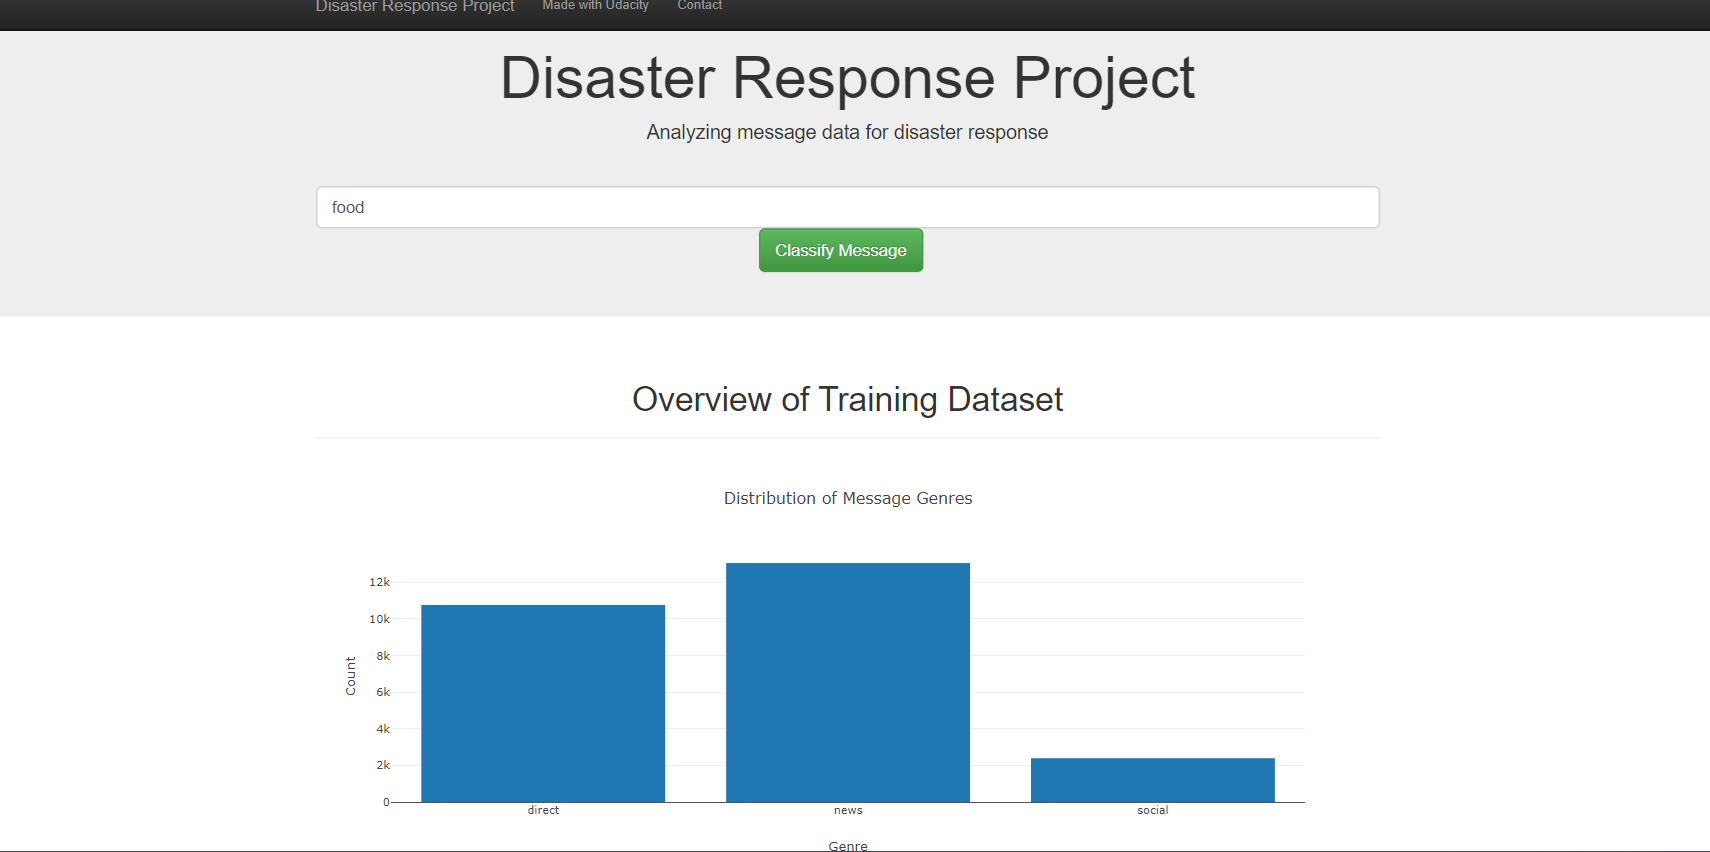 Disaster Response Project Made with Udacity Contact
Disaster Response Project
Analyzing message data for disaster response
food
Classify Message
Overview of Training Dataset
Distribution of Message Genres
12k
10k
8k
6k
4k
2k
0
Count
direct news social
Genre